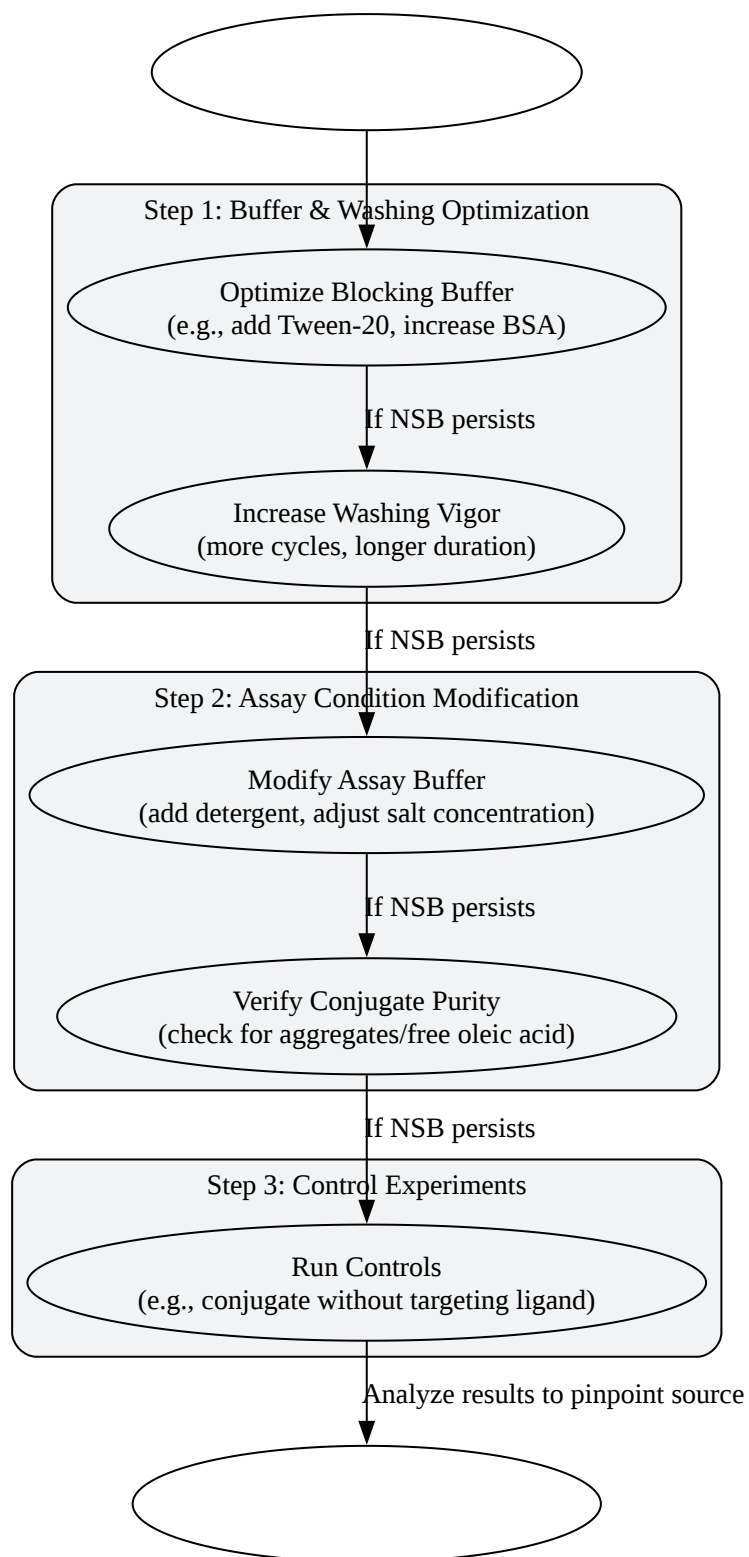 Step 1: Buffer & Washing Optimization
Optimize Blocking Buffer
(e.g., add Tween-20, increase BSA)
If NSB persists
Increase Washing Vigor
(more cycles, longer duration)
If NSB persists
Step 2: Assay Condition Modification
Modify Assay Buffer
(add detergent, adjust salt concentration)
If NSB persists
Verify Conjugate Purity
(check for aggregates/free oleic acid)
If NSB persists
Step 3: Control Experiments
Run Controls
(e.g., conjugate without targeting ligand)
Analyze results to pinpoint source